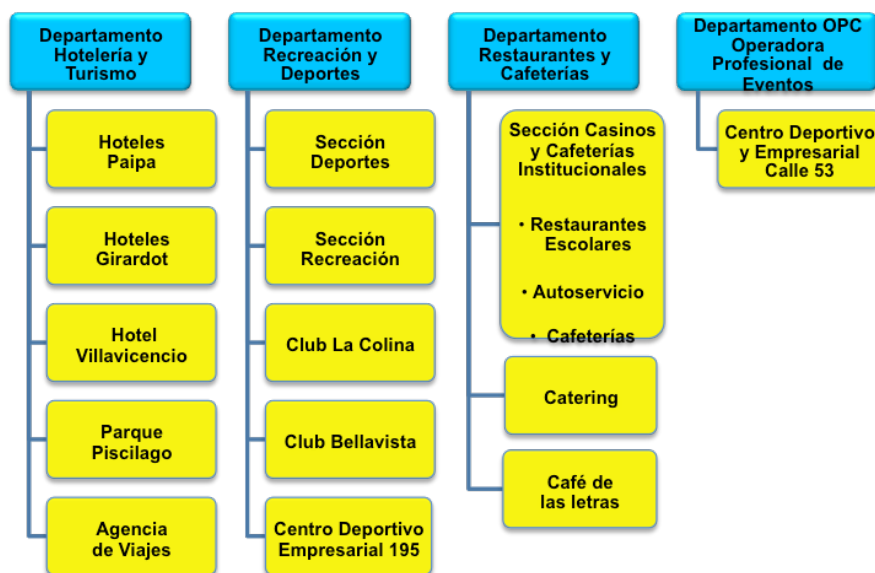 Departamento
Hotelería y
Turismo
Hoteles
Paipa
Hoteles
Girardot
Hotel
Villavicencio
Parque
Piscilago
Agencia
de Viajes
Departamento
Recreación y
Deportes
Sección
Deportes
Sección
Recreación
Club La Colina
Club Bellavista
Centro Deportivo
Empresarial 195
Departamento
Restaurantes y
Cafeterías
Sección Casinos
y Cafeterías
Institucionales
• Restaurantes
Escolares
• Autoservicio
• Cafeterías
Catering
Café de
las letras
Departamento OPC
Operadora
Profesional de
Eventos
Centro Deportivo
y Empresarial
Calle 53